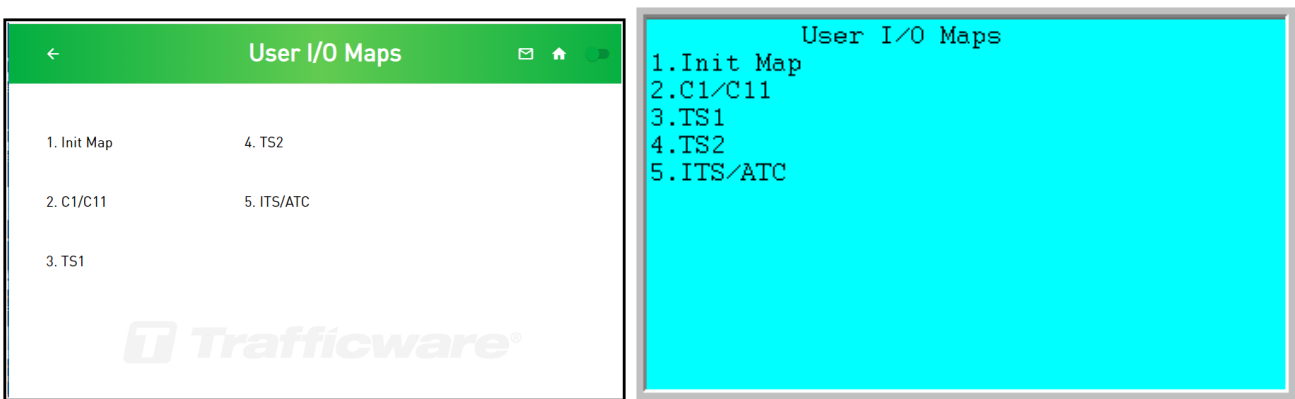 User I/O Maps
1. Init Map
4. TS2
2. C1/C11
5. ITS/ATC
3. TS1
T Trafficware®
User I/O Maps
1.Init Map
2.C1/C11
3.TS1
4.TS2
5.ITS/ATC